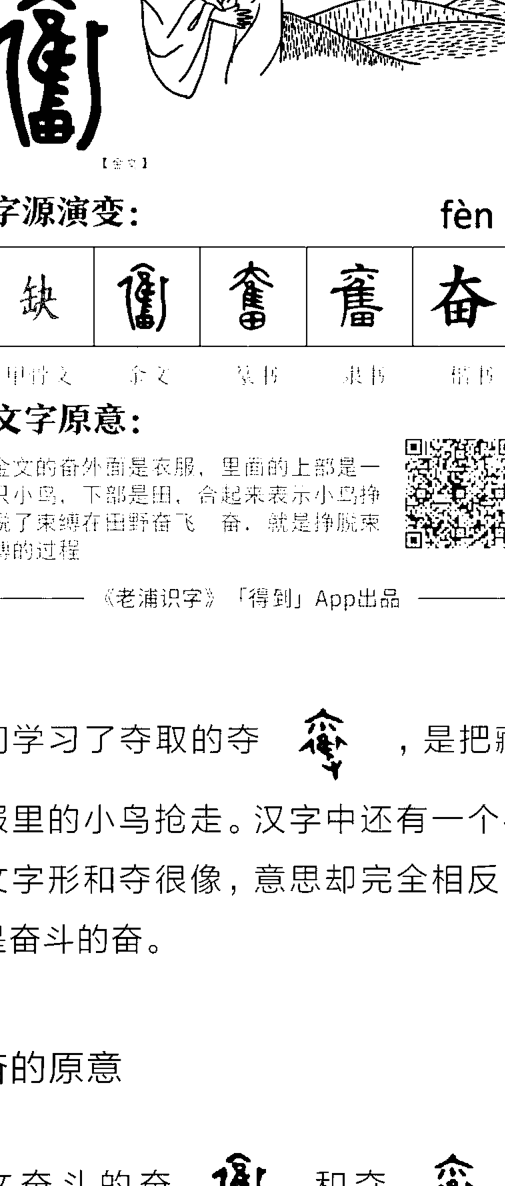 【金文】
字源演变：
fèn
缺 奋
甲骨文 金文 篆书 隶书 楷书
文字原意：
金文的奋外面是衣服，里面的上部是一
只小鸟，下部是田，合起来表示小鸟挣
脱了束缚在田野奋飞 奋，就是挣脱束
缚的过程
《老浦识字》「得到」App出品
们学习了夺取的夺 ，是把藏
服里的小鸟抢走。汉字中还有一个
文字形和夺很像，意思却完全相反
是奋斗的奋。
奋的原意
文奋斗的奋 和夺